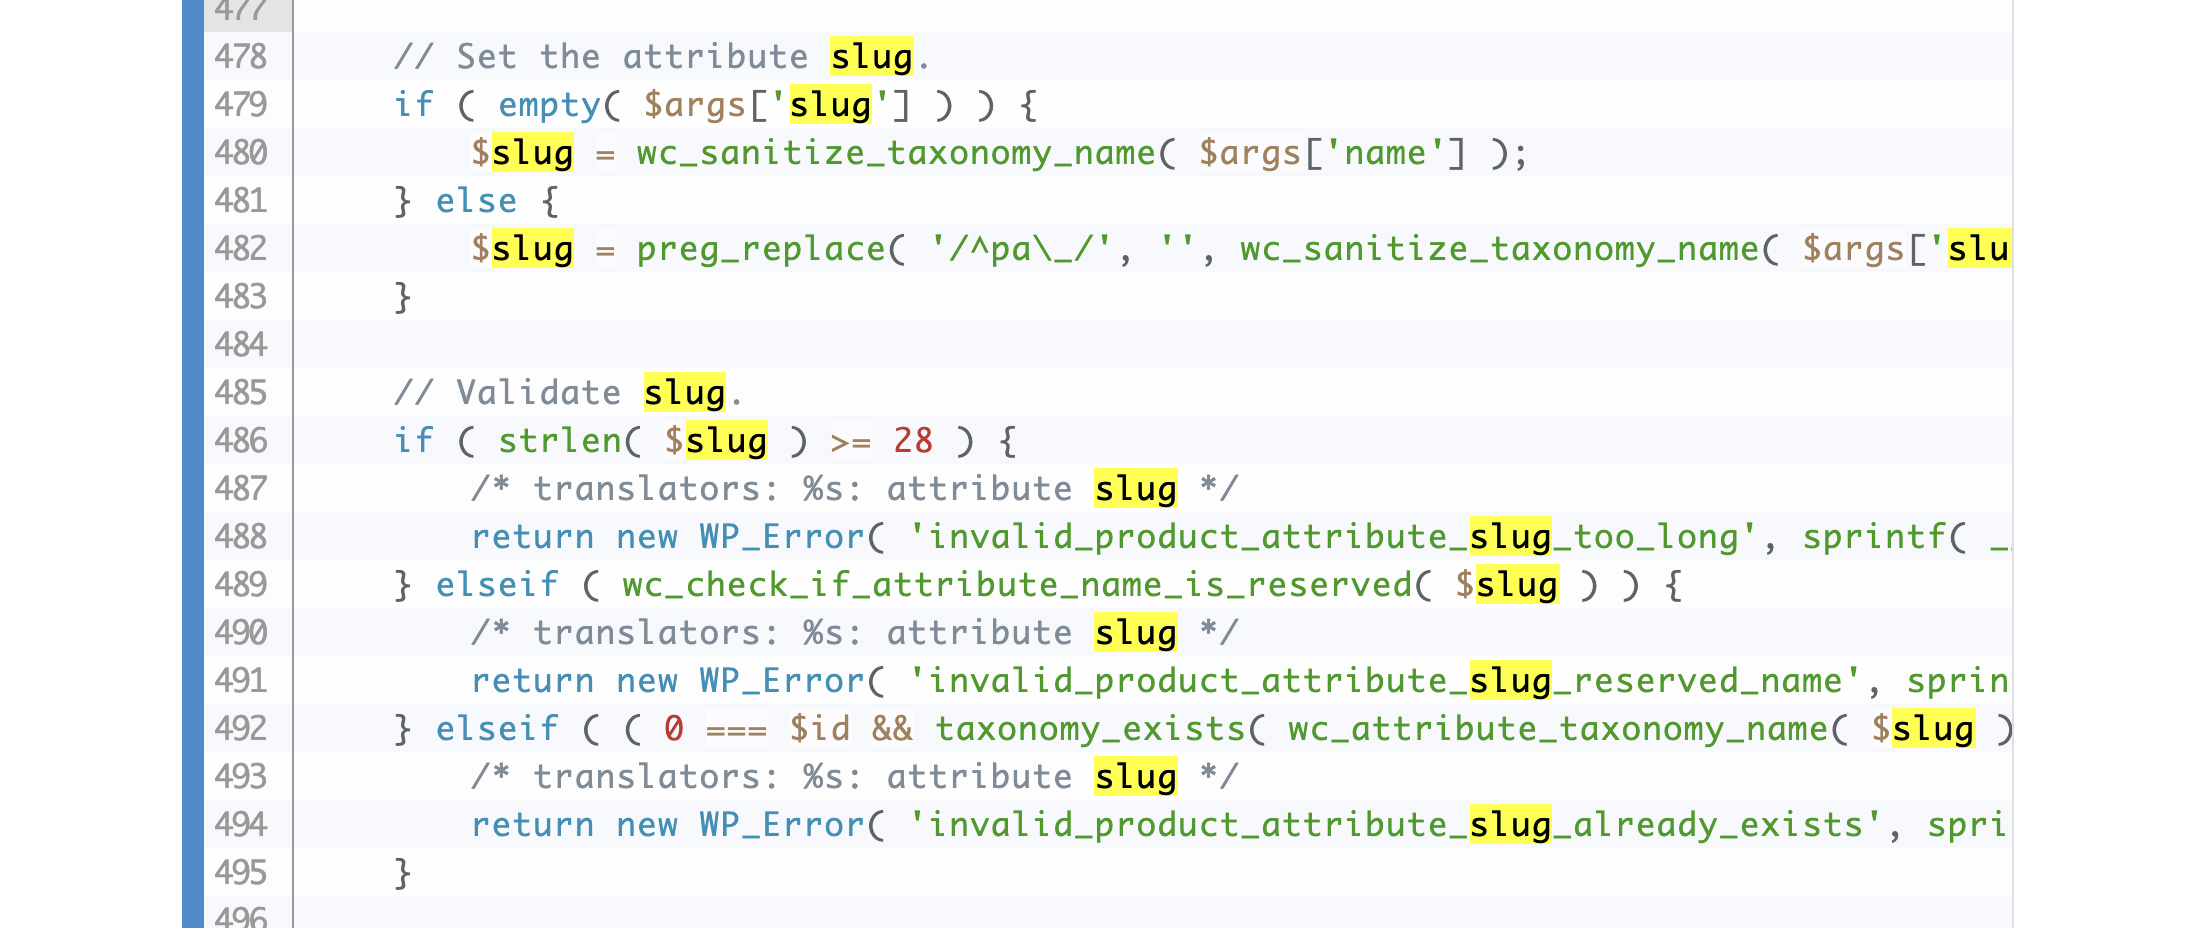 477
478 // Set the attribute slug.
479 if ( empty( $args['slug'] ) ) {
480 $slug = wc_sanitize_taxonomy_name( $args['name'] );
481 } else {
482 $slug = preg_replace( '/^pa\_/', '', wc_sanitize_taxonomy_name( $args['slu
483 }
484
485 // Validate slug.
486 if ( strlen( $slug ) >= 28 ) {
487 /* translators: %s: attribute slug */
488 return new WP_Error( 'invalid_product_attribute_slug_too_long', sprintf( _
489 } elseif ( wc_check_if_attribute_name_is_reserved( $slug ) ) {
490 /* translators: %s: attribute slug */
491 return new WP_Error( 'invalid_product_attribute_slug_reserved_name', sprin
492 } elseif ( ( 0 === $id && taxonomy_exists( wc_attribute_taxonomy_name( $slug )
493 /* translators: %s: attribute slug */
494 return new WP_Error( 'invalid_product_attribute_slug_already_exists', spri
495 }
496